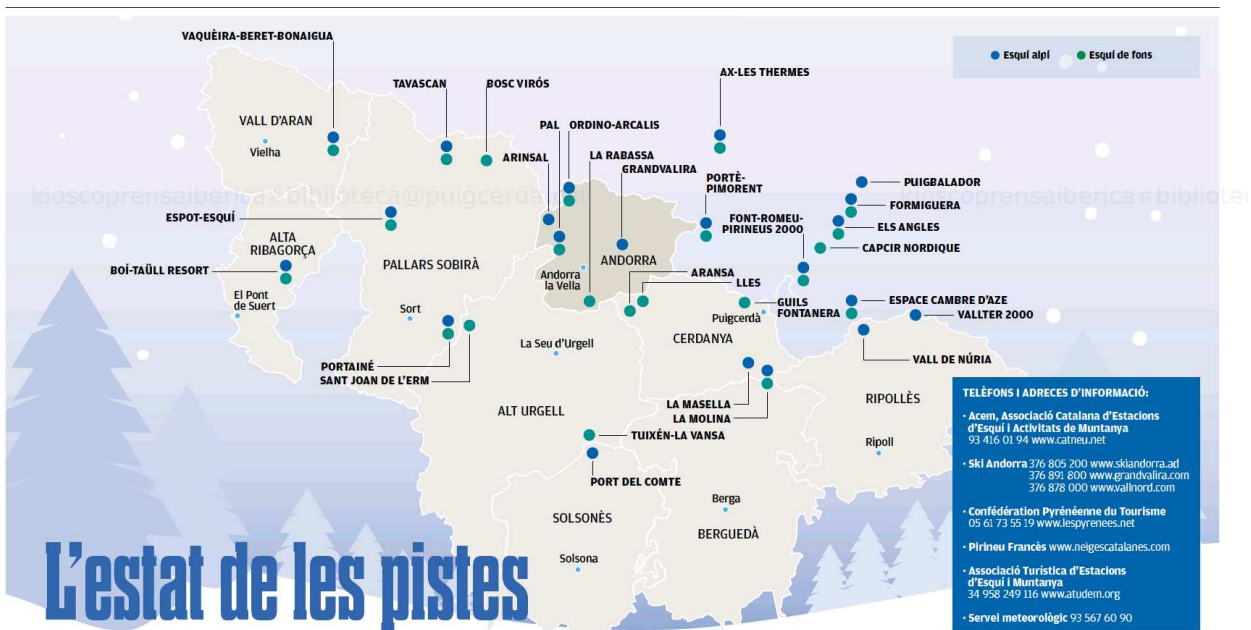 VAQUÈIRA-BERET-BONAIGUA
Esquí alpí
Esquí de fons
TAVASCAN
BOSC VIRÓS
AX-LES THERMES
VALL D'ARAN
Vielha
PAL
ORDINO-ARCALIS
ARINSAL
LA RABASSA
GRANDVALIRA
PORTÈ-
PIMORENT
PUIGBALADOR
FORMIGUERA
ELS ANGLES
CAPCIR NORDIQUE
kioscoprensaiberica#biblioteca@puigcerda.cat
kioscoprensaiberica#bibliote
ESPOT-ESQUÍ
FONT-ROMEU-
PIRINEUS 2000
ALTA
RIBAGORÇA
BOÍ-TAÜLL RESORT
PALLARS SOBIRÀ
ANDORRA
Andorra
la Vella
ARANSA
LLES
El Pont
de Suert
Sort
GUILS
FONTANERA
Puigcerdà
ESPACE CAMBRE D'AZE
VALLTER 2000
CERDANYA
La Seu d'Urgell
VALL DE NÚRIA
PORTAINÉ
SANT JOAN DE L'ERM
LA MASELLA
LA MOLINA
RIPOLLÈS
ALT URGELL
TUIXÉN-LA VANSA
Ripoll
PORT DEL COMTE
Berga
SOLSONÈS
BERGUEDÀ
Solsona
L'estat de les pistes
TELÈFONS I ADRECES D'INFORMACIÓ:
· Acem, Associació Catalana d'Estacions
d'Esquí i Activitats de Muntanya
93 416 01 94 www.catneu.net
· Ski Andorra 376 805 200 www.skiandorra.ad
376 891 800 www.grandvalira.com
376 878 000 www.vallnord.com
· Confédération Pyrénéenne du Tourisme
05 61 73 55 19 www.lespyrenees.net
· Pirineu Francès www.neigescatalanes.com
· Associació Turística d'Estacions
d'Esquí i Muntanya
34 958 249 116 www.atudem.org
· Servei meteorològic 93 567 60 90